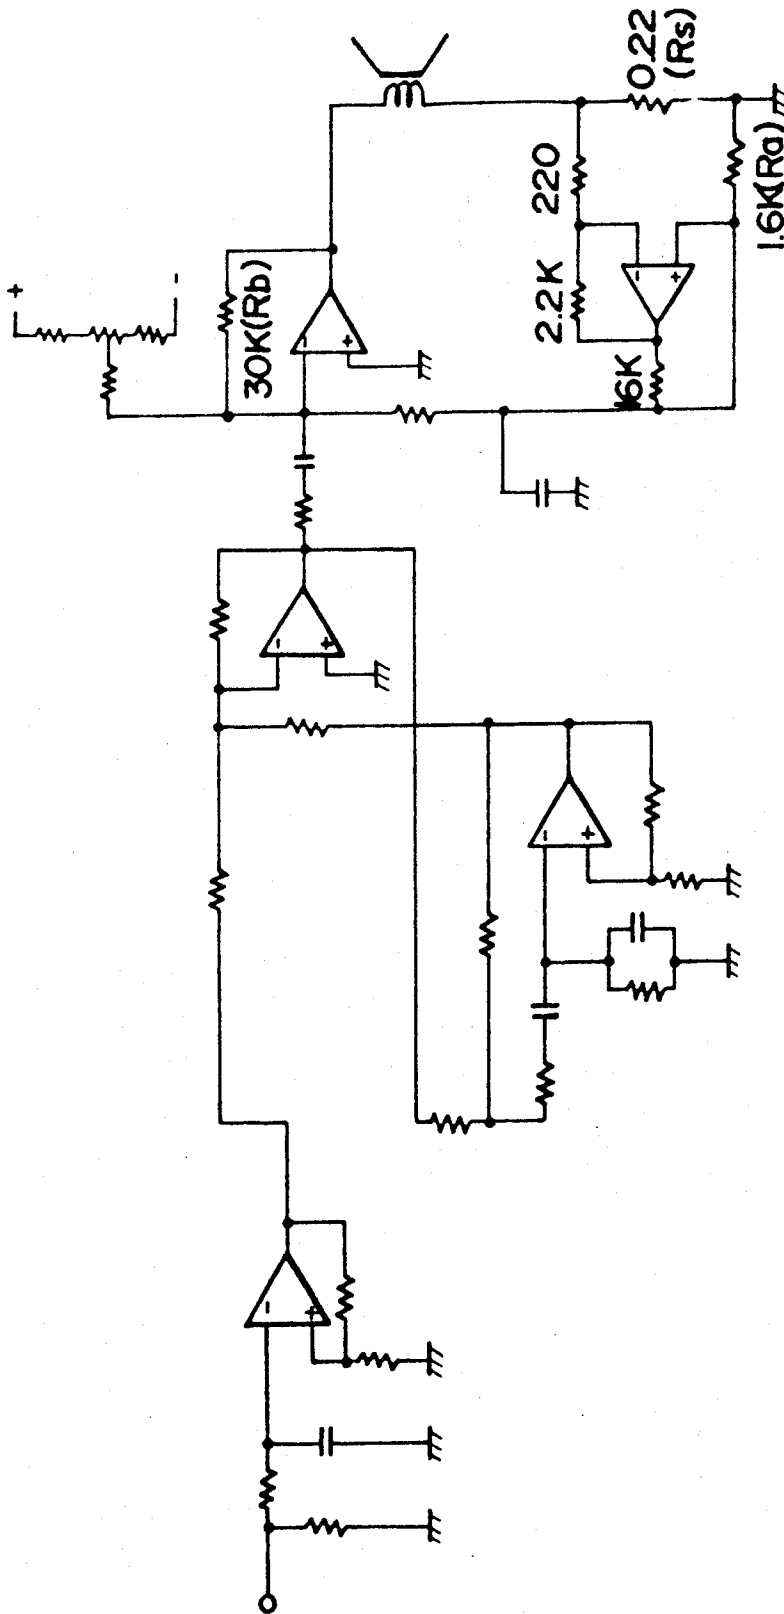 +
-
0.22
(Rs)
30K(Rb)
220
2.2K
16K
1.6K(Ra)
-
+
-
+
-
+
-
+
-
+